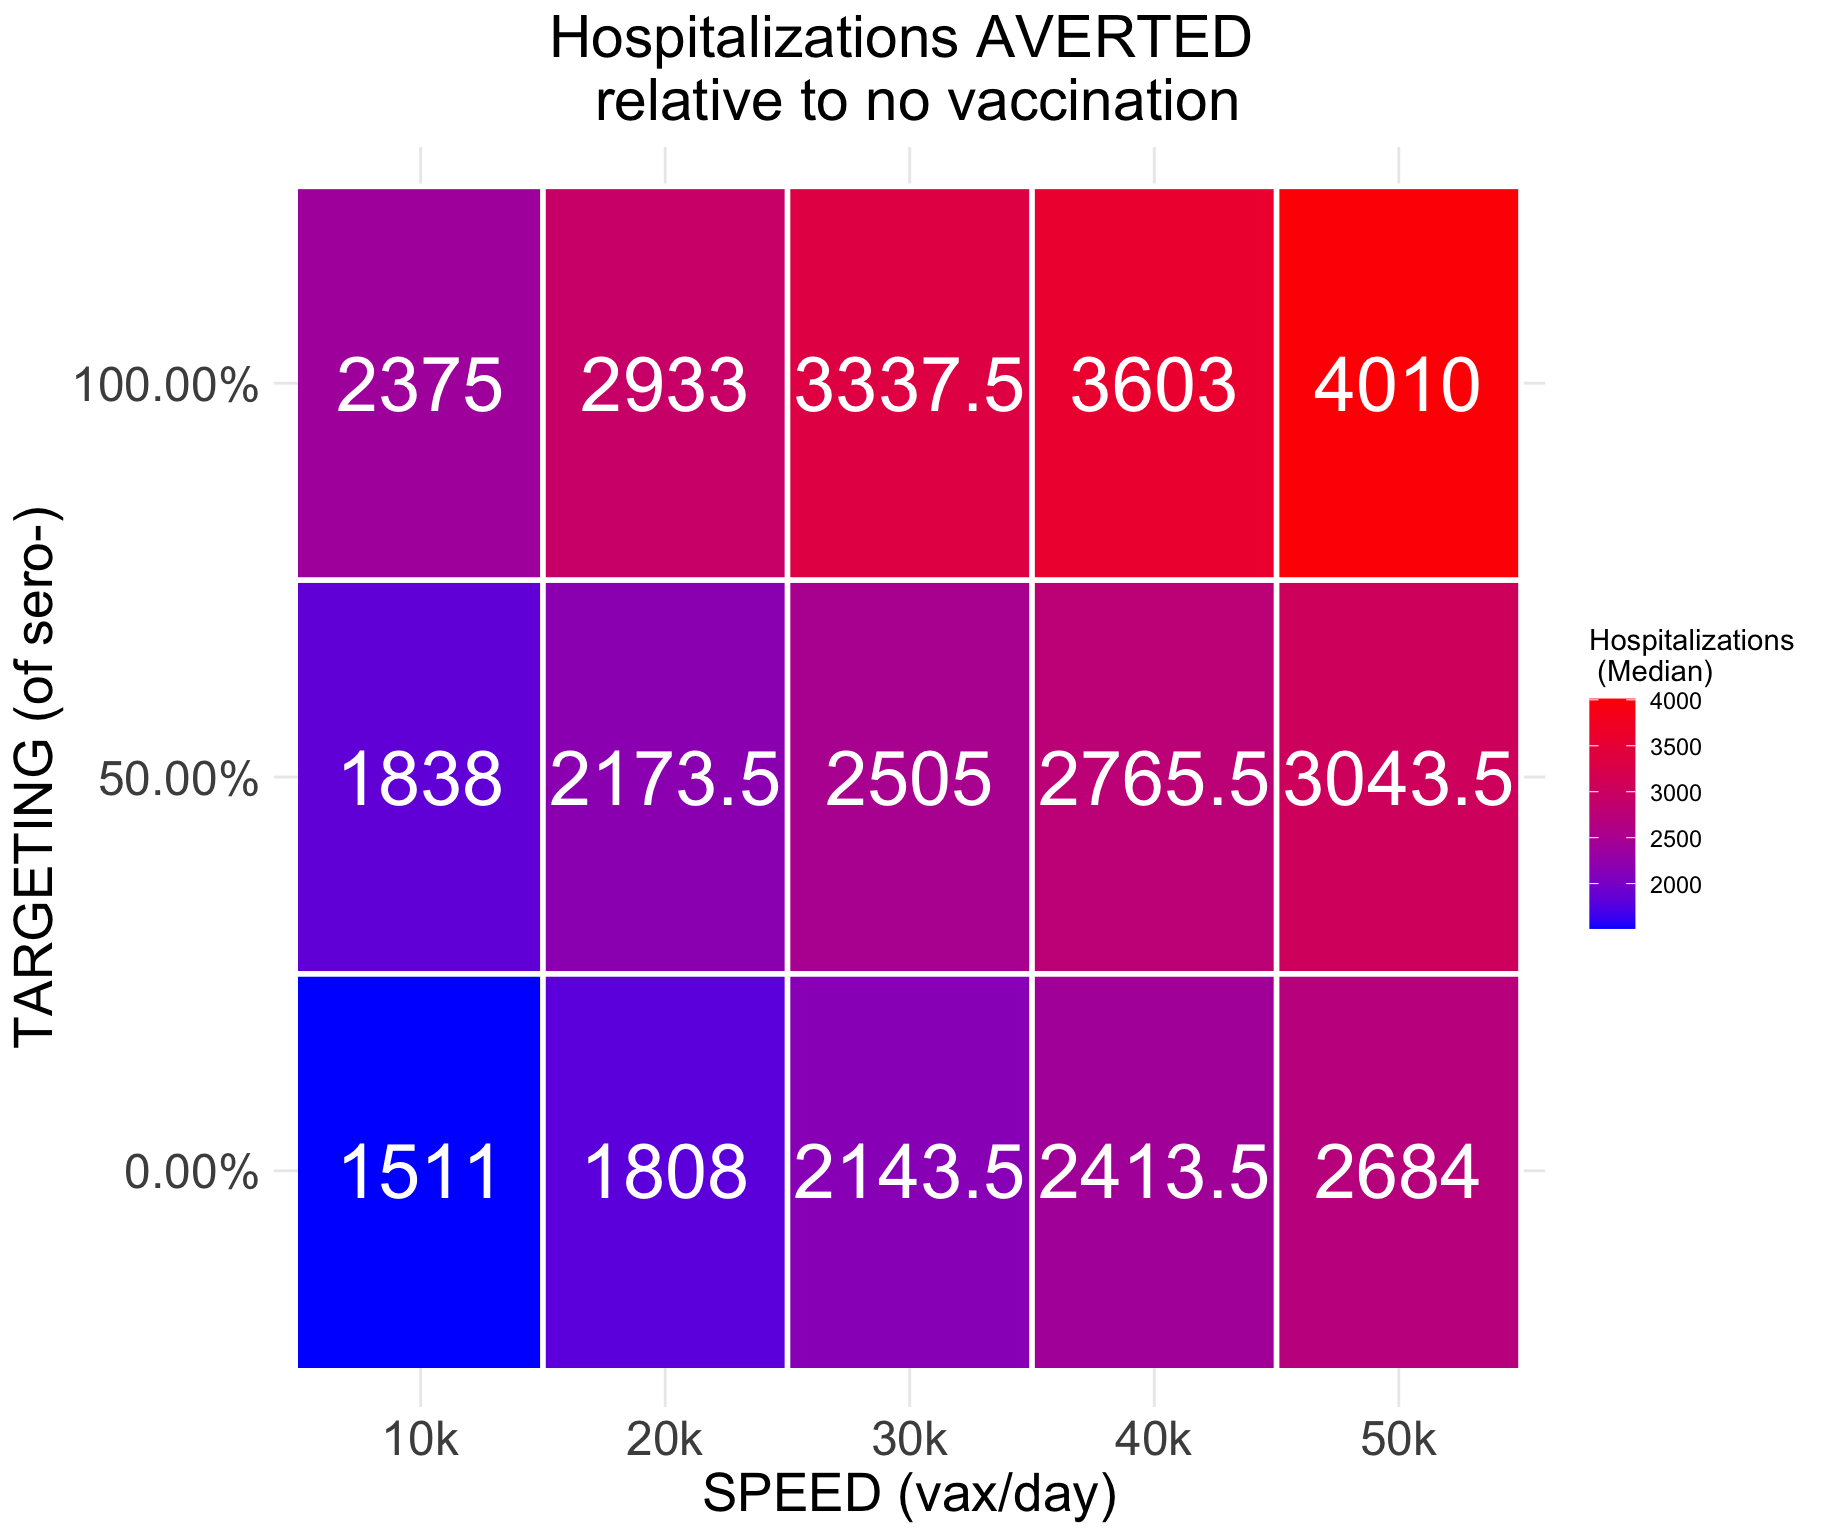 Hospitalizations AVERTED
relative to no vaccination
TARGETING (of sero-)
100.00%
2375
2933
3337.5
3603
4010
50.00%
1838
2173.5
2505
2765.5
3043.5
0.00%
1511
1808
2143.5
2413.5
2684
10k
20k
30k
40k
50k
SPEED (vax/day)
Hospitalizations
(Median)
4000
3500
3000
2500
2000